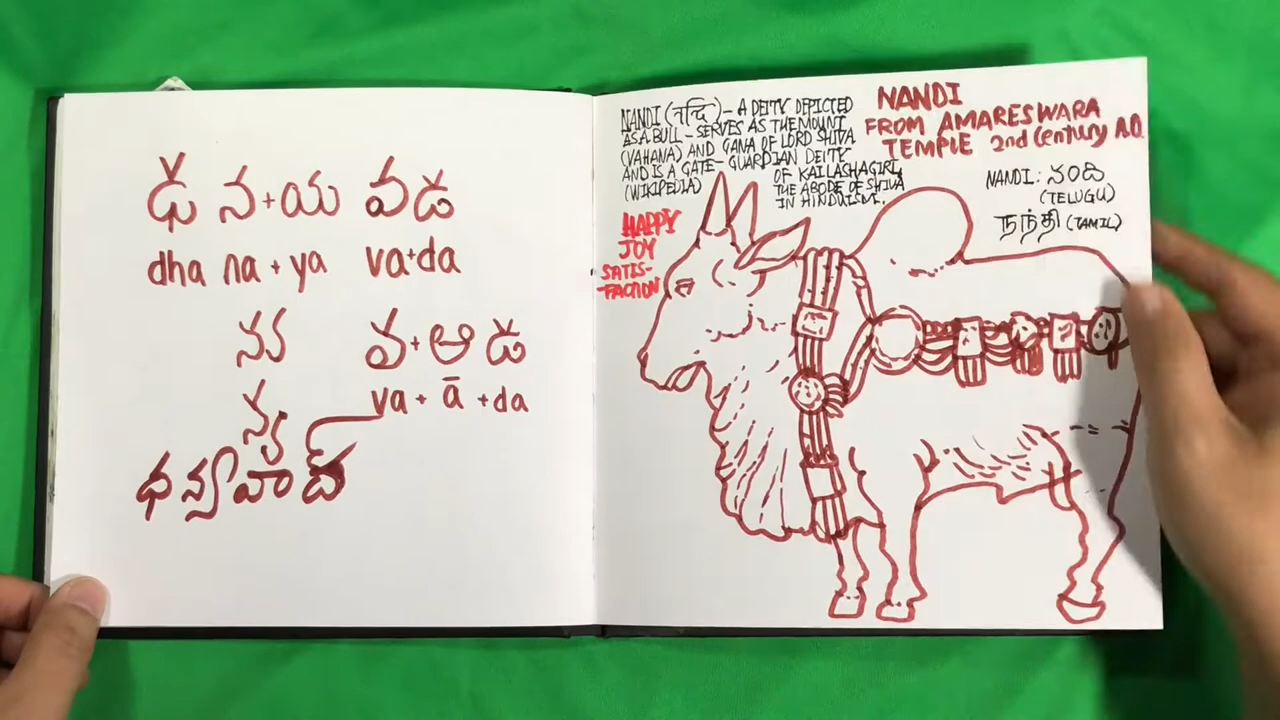 ధ న + య వ డ
dha na + ya va + da
న్
వ + ఆ డ
va + ā + da
న్య
ధన్యవాద్
NANDI (नंदि) - A DEITY DEPICTED
AS A BULL - SERVES AS THE MOUNT
(VAHANA) AND GANA OF LORD SHIVA
AND IS A GATE-GUARDIAN DEITY
OF KAILASHAGIRI,
(WIKIPEDIA) THE ABODE OF SHIVA
IN HINDUISM.
NANDI
FROM AMARESWARA
TEMPLE 2nd Century A.D.
NANDI: నంది
(TELUGU)
நந்தி (TAMIL)
HAPPY
JOY
SATIS-
FACTION